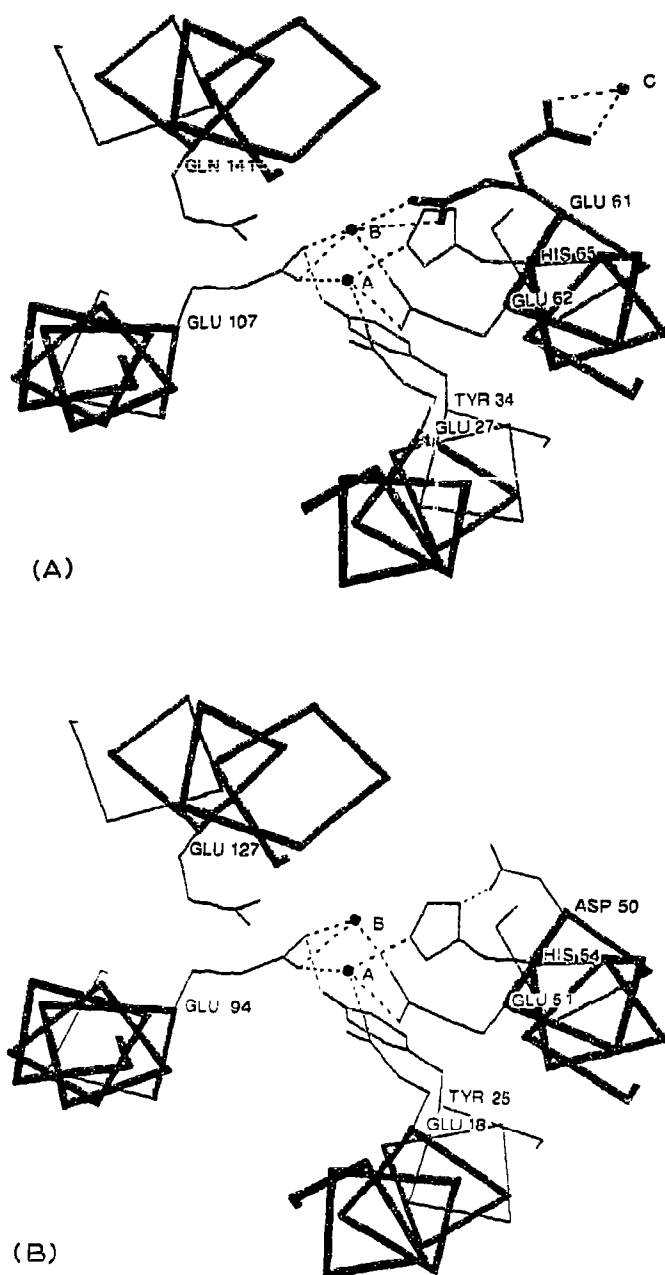 C
GLN 141
GLU 61
B
HIS 65
A
GLU 62
GLU 107
TYR 34
GLU 27
(A)
GLU 127
ASP 50
B
HIS 54
A
GLU 51
GLU 94
TYR 25
GLU 18
(B)